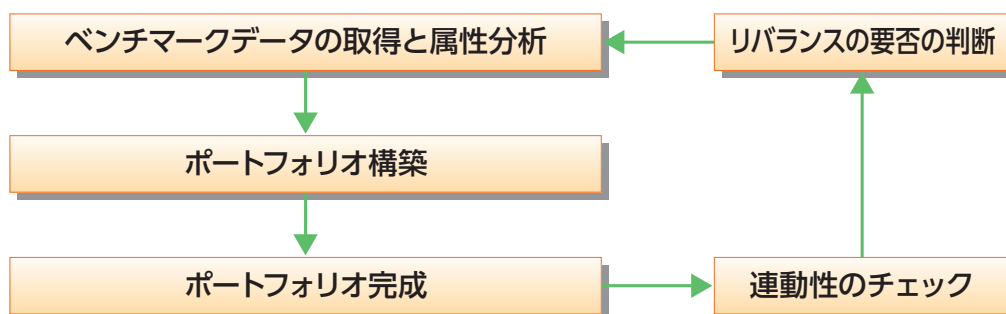 ベンチマークデータの取得と属性分析
リバランスの要否の判断
ポートフォリオ構築
ポートフォリオ完成
連動性のチェック